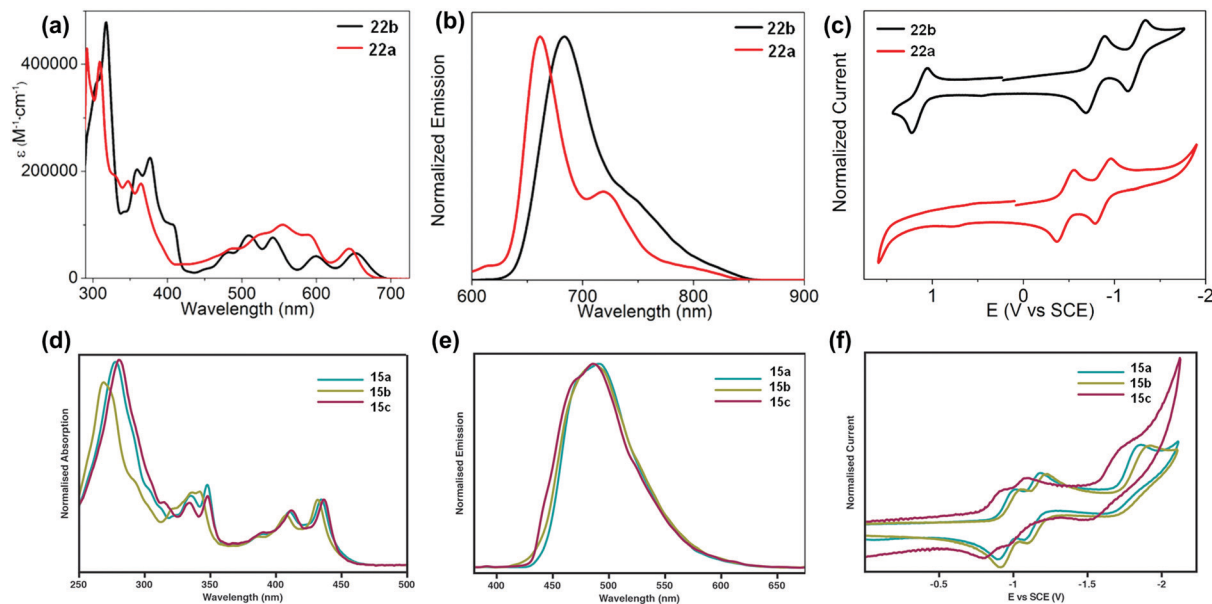 (a)
22b
22a
400000
200000
0
ε (M⁻¹·cm⁻¹)
300 400 500 600 700
Wavelength (nm)
(b)
22b
22a
Normalized Emission
600 700 800 900
Wavelength (nm)
(c)
22b
22a
Normalized Current
1 0 -1 -2
E (V vs SCE)
(d)
15a
15b
15c
Normalised Absorption
250 300 350 400 450 500
Wavelength (nm)
(e)
15a
15b
15c
Normalised Emission
400 450 500 550 600 650
Wavelength (nm)
(f)
15a
15b
15c
Normalised Current
-0.5 -1 -1.5 -2
E vs SCE (V)